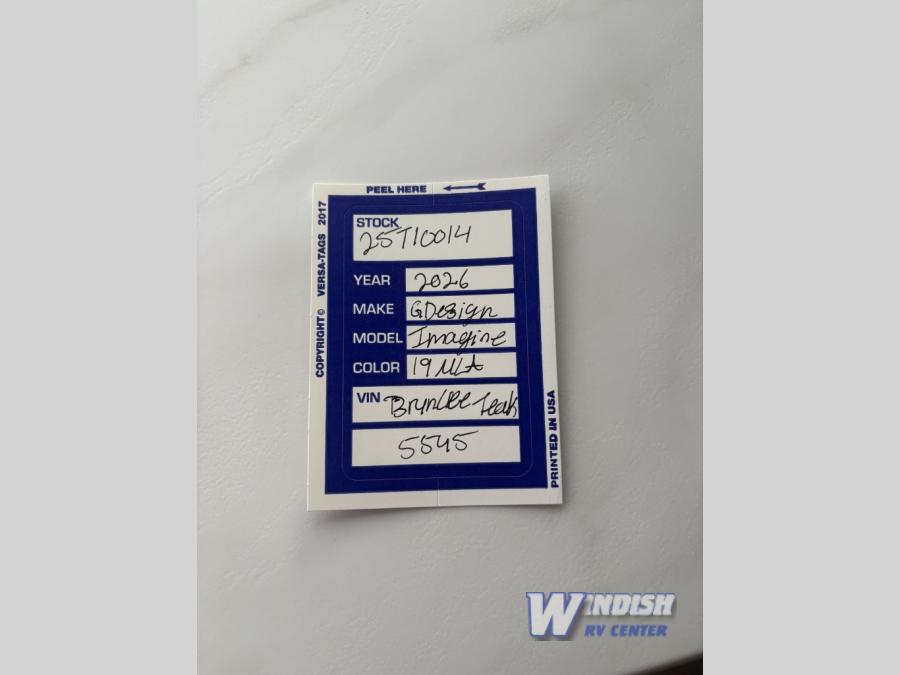 PEEL HERE
COPYRIGHT© VERSA-TAGS 2017
STOCK 25T10014
YEAR 2026
MAKE GDesign
MODEL Imagine
COLOR 19MLA
VIN Brynlee Teak
5545
PRINTED IN USA
WINDISH
RV CENTER